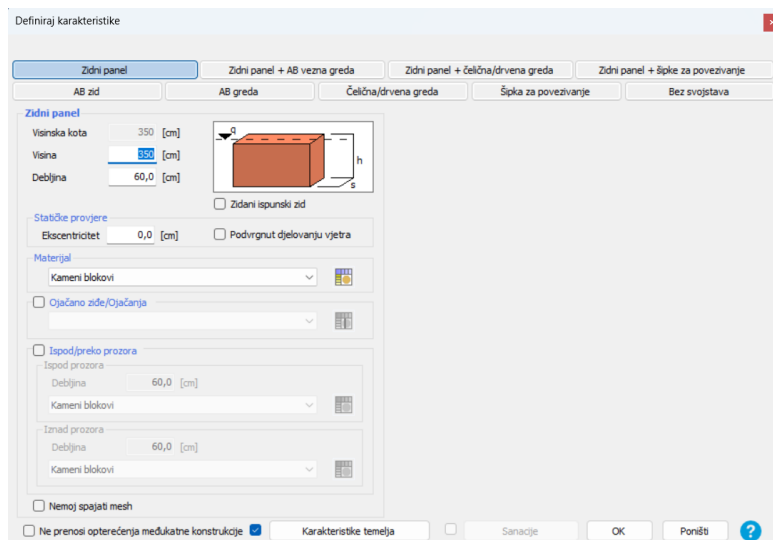 Definiraj karakteristike
Zidni panel
Zidni panel + AB vezna greda
Zidni panel + čelična/drvena greda
Zidni panel + šipke za povezivanje
AB zid
AB greda
Čelična/drvena greda
Šipka za povezivanje
Bez svojstava
Zidni panel
Visinska kota 350 [cm]
Visina 350 [cm]
Debljina 60,0 [cm]
q
h
s
Zidani ispunski zid
Statičke provjere
Ekscentricitet 0,0 [cm]
Podvrgnut djelovanju vjetra
Materijal
Kameni blokovi
Ojačano ziđe/Ojačanja
Ispod/preko prozora
Ispod prozora
Debljina 60,0 [cm]
Kameni blokovi
Iznad prozora
Debljina 60,0 [cm]
Kameni blokovi
Nemoj spajati mesh
Ne prenosi opterećenja međukatne konstrukcije
Karakteristike temelja
Sanacije
OK
Poništi
?